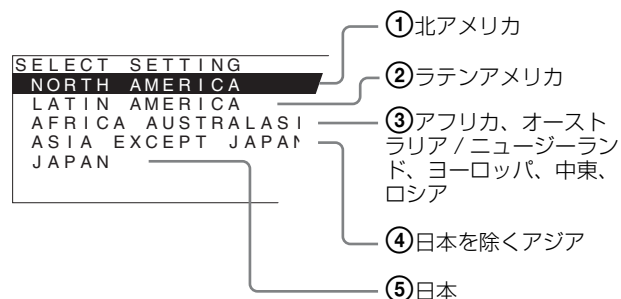 SELECT SETTING
NORTH AMERICA
LATIN AMERICA
AFRICA AUSTRALASI
ASIA EXCEPT JAPAN
JAPAN
①北アメリカ
②ラテンアメリカ
③アフリカ、オースト
ラリア / ニュージーラン
ド、ヨーロッパ、中東、
ロシア
④日本を除くアジア
⑤日本